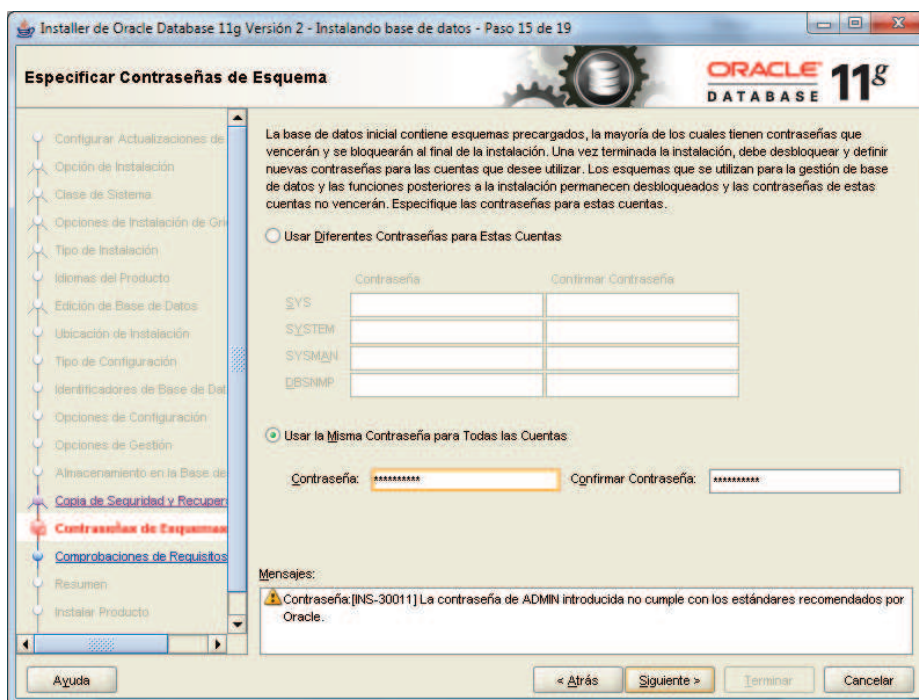 Installer de Oracle Database 11g Versión 2 - Instalando base de datos - Paso 15 de 19
Especificar Contraseñas de Esquema
ORACLE
DATABASE
11g
Configurar Actualizaciones de
Opción de Instalación
Clase de Sistema
Opciones de Instalación de Gri
Tipo de Instalación
Idiomas del Producto
Edición de Base de Datos
Ubicación de Instalación
Tipo de Configuración
Identificadores de Base de Dat
Opciones de Configuración
Opciones de Gestión
Almacenamiento en la Base de
Copia de Seguridad y Recuper
Contraseñas de Esquemas
Comprobaciones de Requisitos
Resumen
Instalar Producto
La base de datos inicial contiene esquemas precargados, la mayoría de los cuales tienen contraseñas que
vencerán y se bloquearán al final de la instalación. Una vez terminada la instalación, debe desbloquear y definir
nuevas contraseñas para las cuentas que desee utilizar. Los esquemas que se utilizan para la gestión de base
de datos y las funciones posteriores a la instalación permanecen desbloqueados y las contraseñas de estas
cuentas no vencerán. Especifique las contraseñas para estas cuentas.
Usar Diferentes Contraseñas para Estas Cuentas
Contraseña Confirmar Contraseña
SYS
SYSTEM
SYSMAN
DBSNMP
Usar la Misma Contraseña para Todas las Cuentas
Contraseña: ********** Confirmar Contraseña: **********
Mensajes:
Contraseña:[INS-30011] La contraseña de ADMIN introducida no cumple con los estándares recomendados por
Oracle.
Ayuda < Atrás Siguiente > Terminar Cancelar